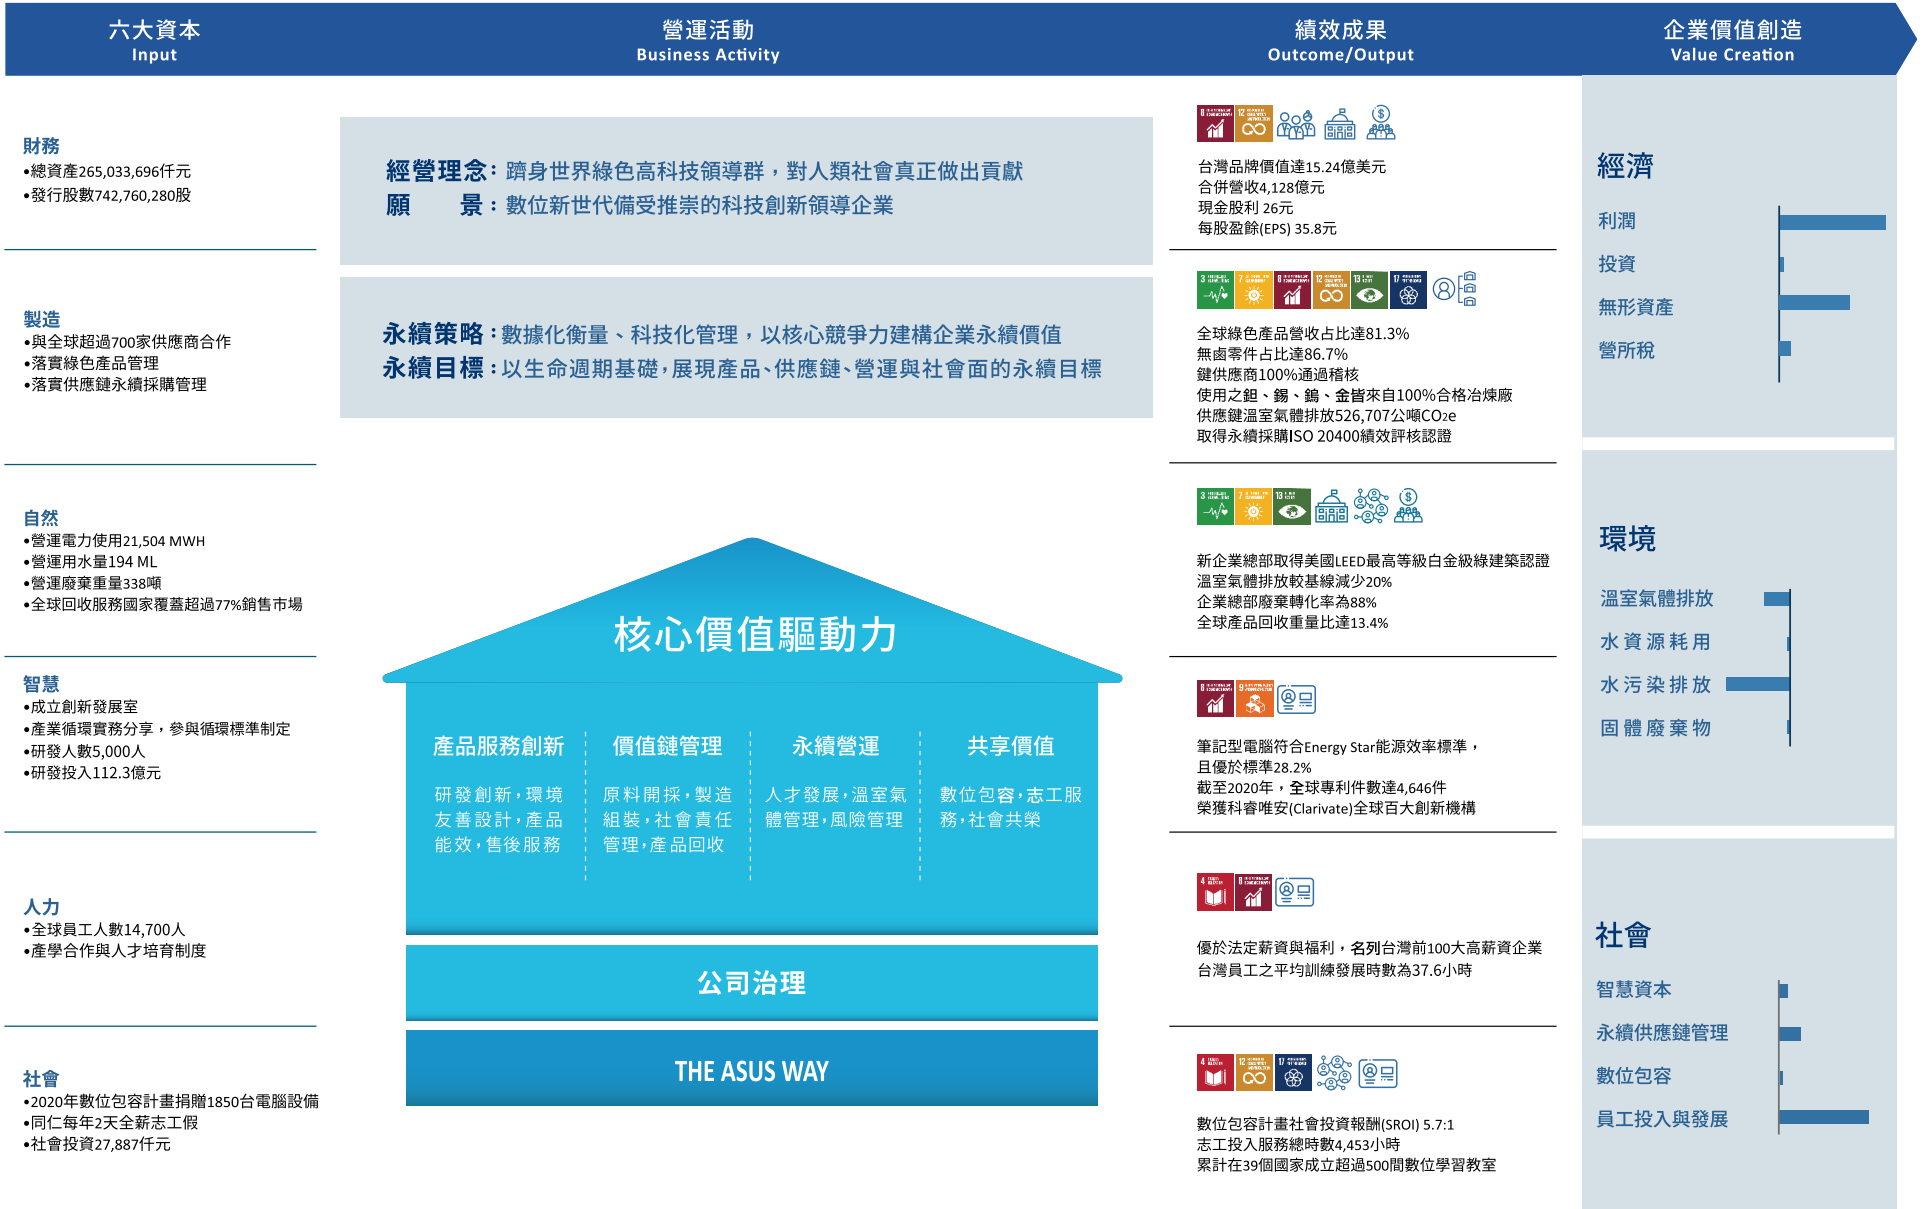 六大資本
Input
營運活動
Business Activity
績效成果
Outcome/Output
企業價值創造
Value Creation
財務
•總資產265,033,696仟元
•發行股數742,760,280股
製造
•與全球超過700家供應商合作
•落實綠色產品管理
•落實供應鏈永續採購管理
自然
•營運電力使用21,504 MWH
•營運用水量194 ML
•營運廢棄重量338噸
•全球回收服務國家覆蓋超過77%銷售市場
智慧
•成立創新發展室
•產業循環實務分享，參與循環標準制定
•研發人數5,000人
•研發投入112.3億元
人力
•全球員工人數14,700人
•產學合作與人才培育制度
社會
•2020年數位包容計畫捐贈1850台電腦設備
•同仁每年2天全薪志工假
•社會投資27,887仟元
經營理念：躋身世界綠色高科技領導群，對人類社會真正做出貢獻
願　　景：數位新世代備受推崇的科技創新領導企業
永續策略：數據化衡量、科技化管理，以核心競爭力建構企業永續價值
永續目標：以生命週期基礎，展現產品、供應鏈、營運與社會面的永續目標
核心價值驅動力
產品服務創新
研發創新，環境
友善設計，產品
能效，售後服務
價值鏈管理
原料開採，製造
組裝，社會責任
管理，產品回收
永續營運
人才發展，溫室氣
體管理，風險管理
共享價值
數位包容，志工服
務，社會共榮
公司治理
THE ASUS WAY
8
12
台灣品牌價值達15.24億美元
合併營收4,128億元
現金股利 26元
每股盈餘(EPS) 35.8元
3
7
8
12
13
17
全球綠色產品營收占比達81.3%
無鹵零件占比達86.7%
鍵供應商100%通過稽核
使用之鉭、錫、鎢、金皆來自100%合格冶煉廠
供應鍵溫室氣體排放526,707公噸CO2e
取得永續採購ISO 20400績效評核認證
3
7
13
新企業總部取得美國LEED最高等級白金級綠建築認證
溫室氣體排放較基線減少20%
企業總部廢棄轉化率為88%
全球產品回收重量比達13.4%
8
9
筆記型電腦符合Energy Star能源效率標準，
且優於標準28.2%
截至2020年，全球專利件數達4,646件
榮獲科睿唯安(Clarivate)全球百大創新機構
4
8
優於法定薪資與福利，名列台灣前100大高薪資企業
台灣員工之平均訓練發展時數為37.6小時
4
12
17
數位包容計畫社會投資報酬(SROI) 5.7:1
志工投入服務總時數4,453小時
累計在39個國家成立超過500間數位學習教室
經濟
利潤
投資
無形資產
營所稅
環境
溫室氣體排放
水資源耗用
水污染排放
固體廢棄物
社會
智慧資本
永續供應鏈管理
數位包容
員工投入與發展